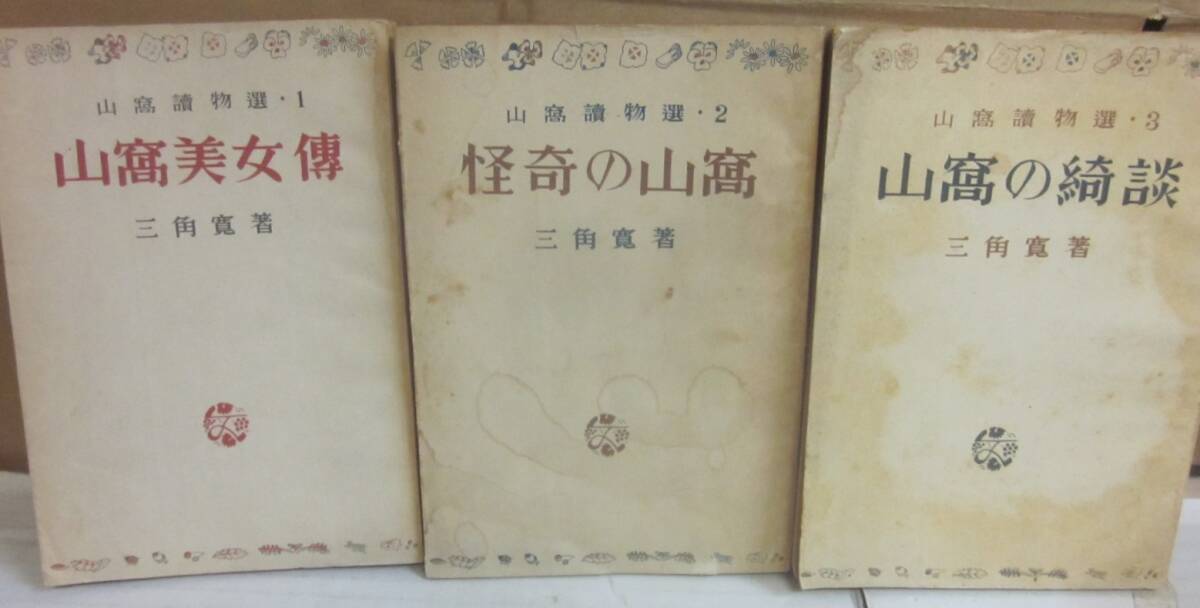 山窩讀物選・1
山窩美女傳
三角寛著
山窩讀物選・2
怪奇の山窩
三角寛著
山窩讀物選・3
山窩の綺談
三角寛著